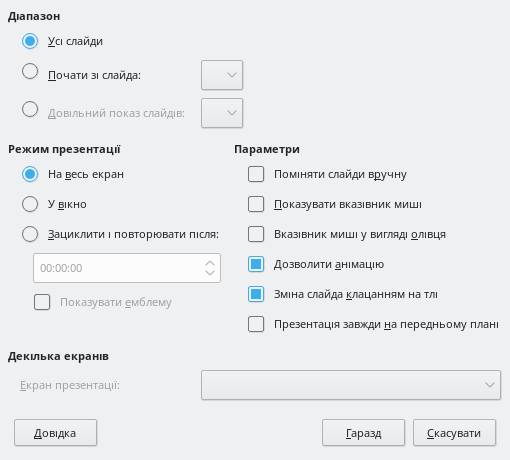 Діапазон
Усі слайди
Почати зі слайда:
Довільний показ слайдів:
Режим презентації
На весь екран
У вікно
Зациклити і повторювати після:
00:00:00
Показувати емблему
Параметри
Поміняти слайди вручну
Показувати вказівник миші
Вказівник миші у вигляді олівця
Дозволити анімацію
Зміна слайда клацанням на тлі
Презентація завжди на передньому плані
Декілька екранів
Екран презентації:
Довідка
Гаразд
Скасувати